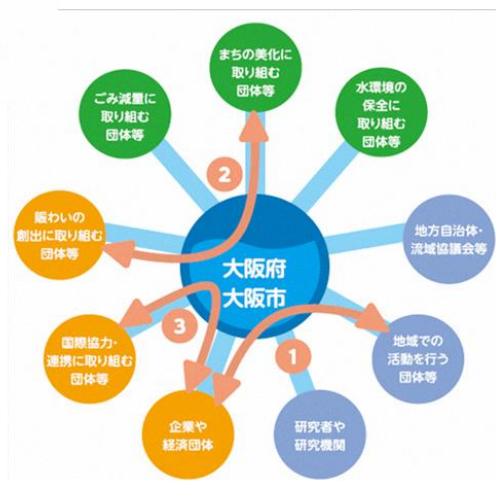 まちの美化に
取り組む
団体等
ごみ減量に
取り組む
団体等
水環境の
保全に
取り組む
団体等
2
賑わいの
創出に取り組む
団体等
地方自治体・
流域協議会等
大阪府
大阪市
3
1
国際協力・
連携に取り組む
団体等
地域での
活動を行う
団体等
企業や
経済団体
研究者や
研究機関